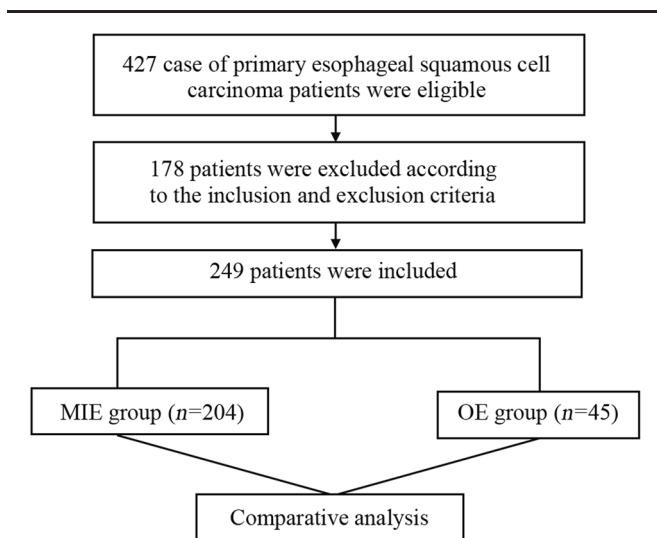 427 case of primary esophageal squamous cell
carcinoma patients were eligible
178 patients were excluded according
to the inclusion and exclusion criteria
249 patients were included
MIE group (n=204)
OE group (n=45)
Comparative analysis